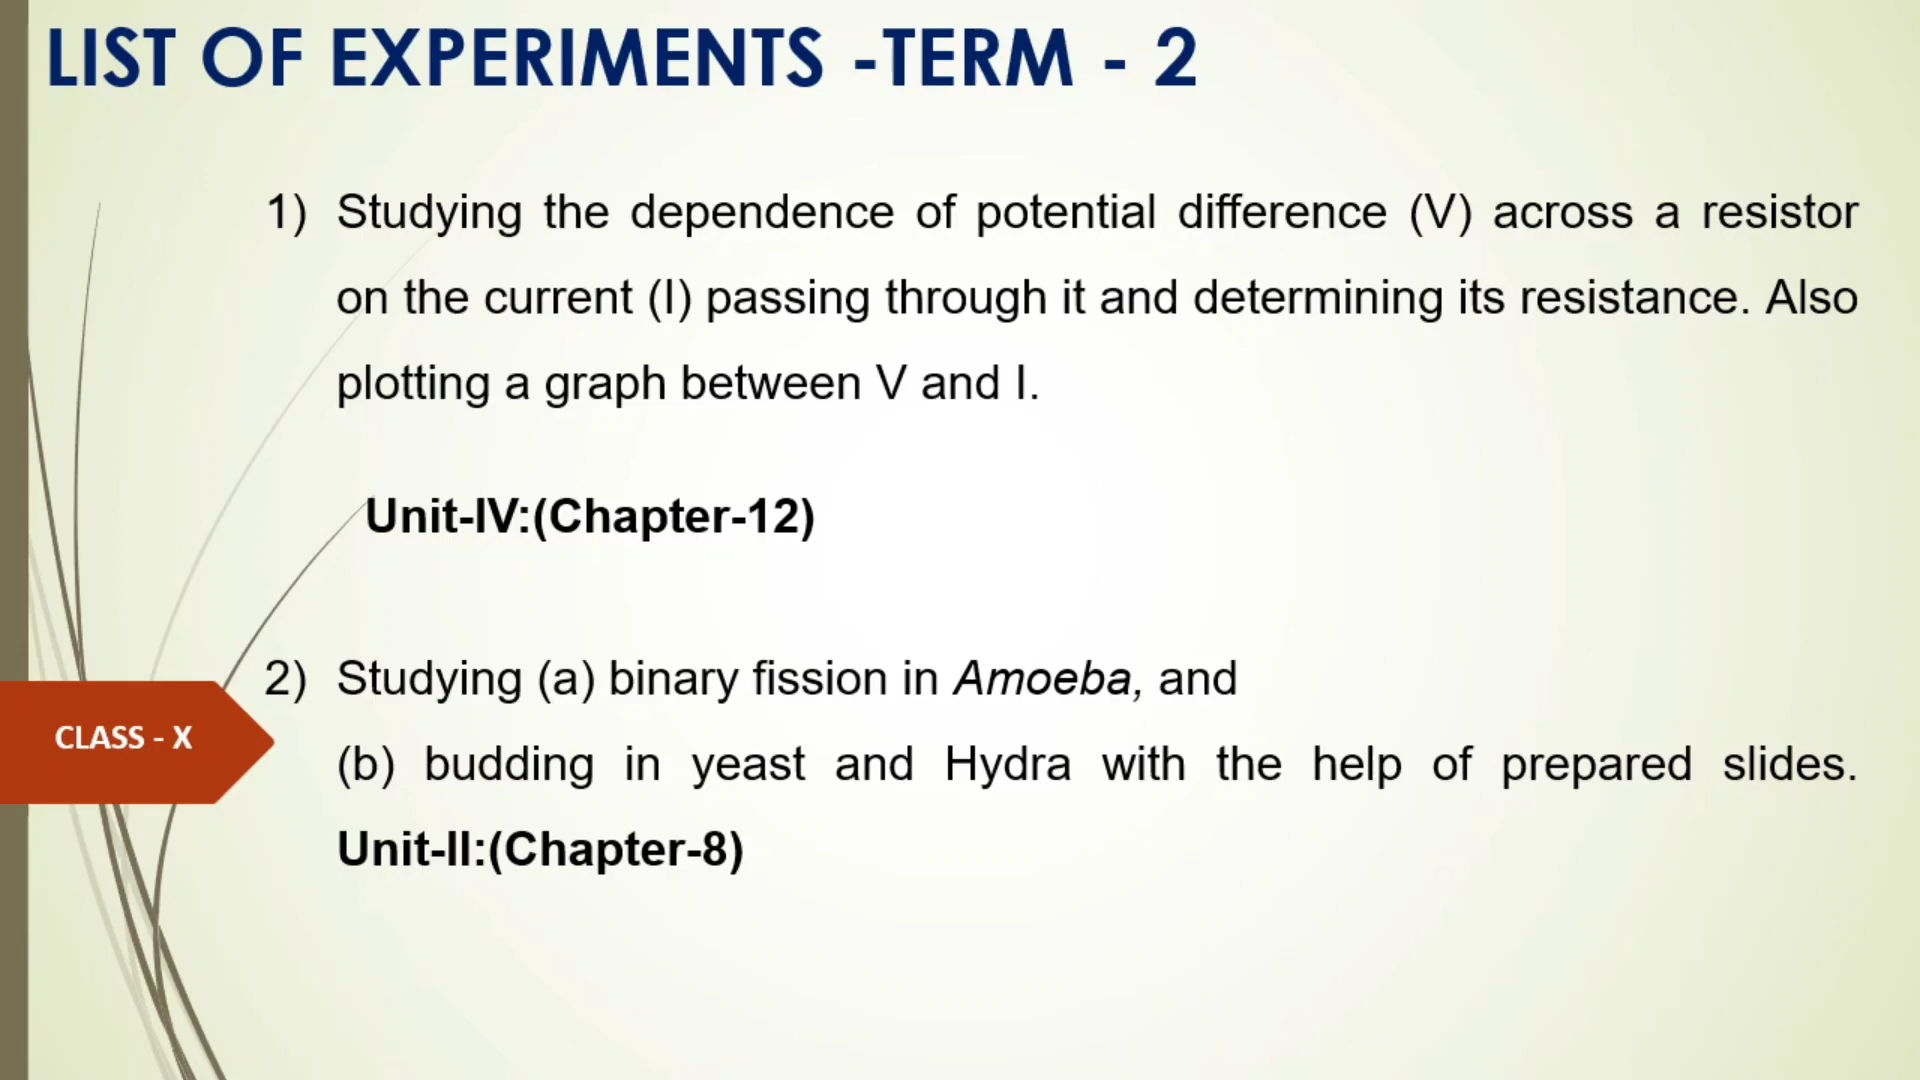 LIST OF EXPERIMENTS -TERM - 2
1) Studying the dependence of potential difference (V) across a resistor
on the current (I) passing through it and determining its resistance. Also
plotting a graph between V and I.
Unit-IV:(Chapter-12)
2) Studying (a) binary fission in Amoeba, and
(b) budding in yeast and Hydra with the help of prepared slides.
Unit-II:(Chapter-8)
CLASS - X